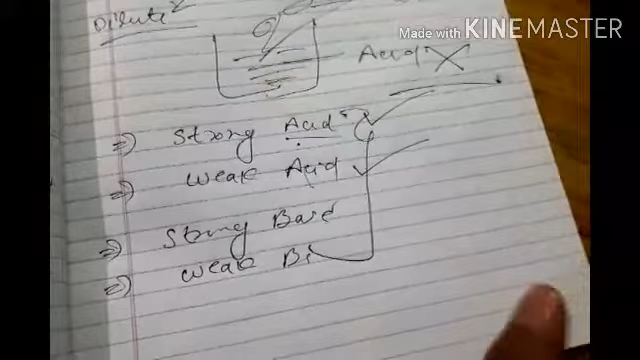 Made with KINEMASTER
Dilute
Acid X
⇒ Strong Acid
⇒ Weak Acid
⇒ Strong Base
⇒ Weak B